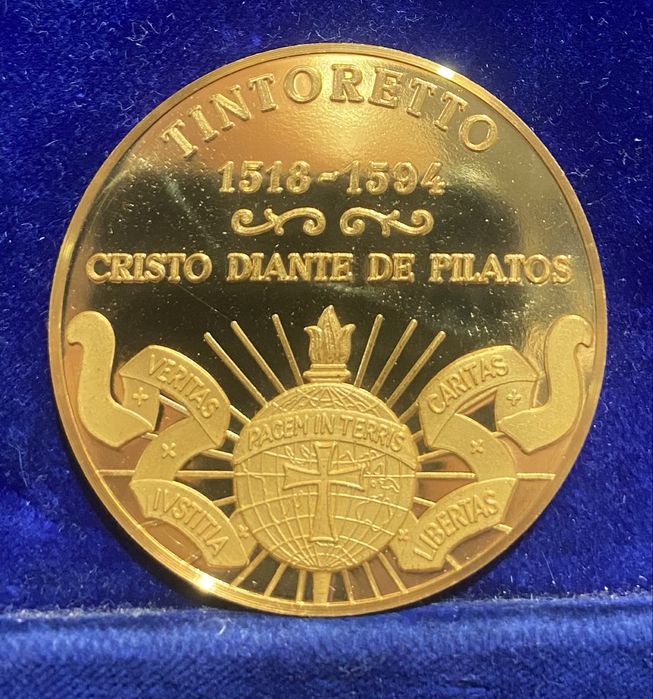 TINTORETTO
1518-1594
CRISTO DIANTE DE PILATOS
VERITAS
CARITAS
PACEM IN TERRIS
IVSTITIA
LIBERTAS